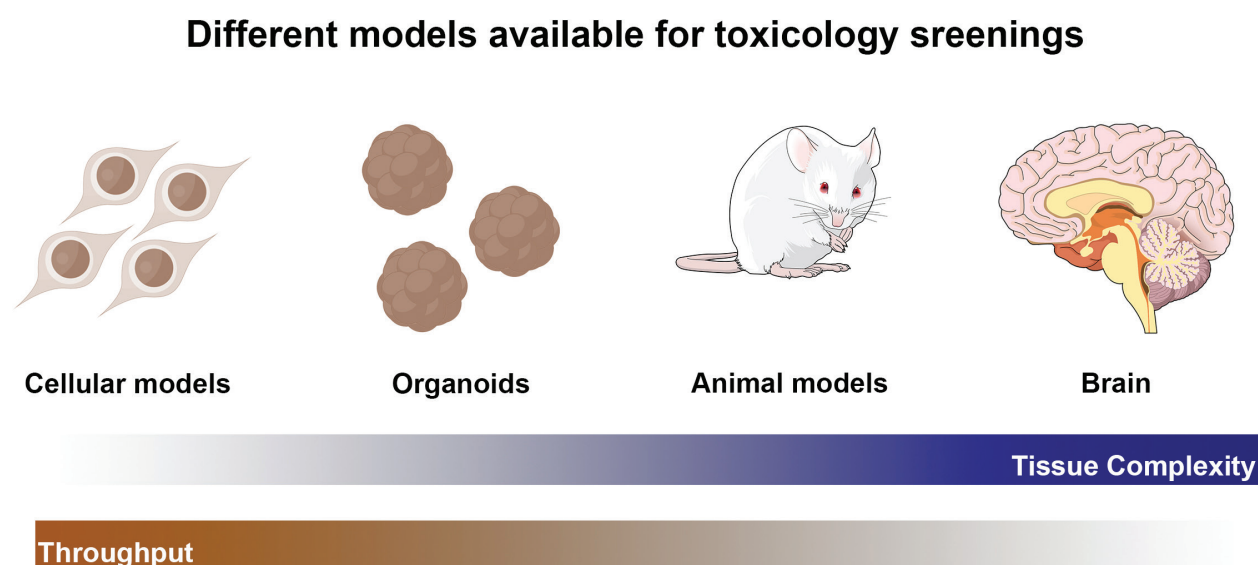 Different models available for toxicology sreenings
Cellular models
Organoids
Animal models
Brain
Tissue Complexity
Throughput